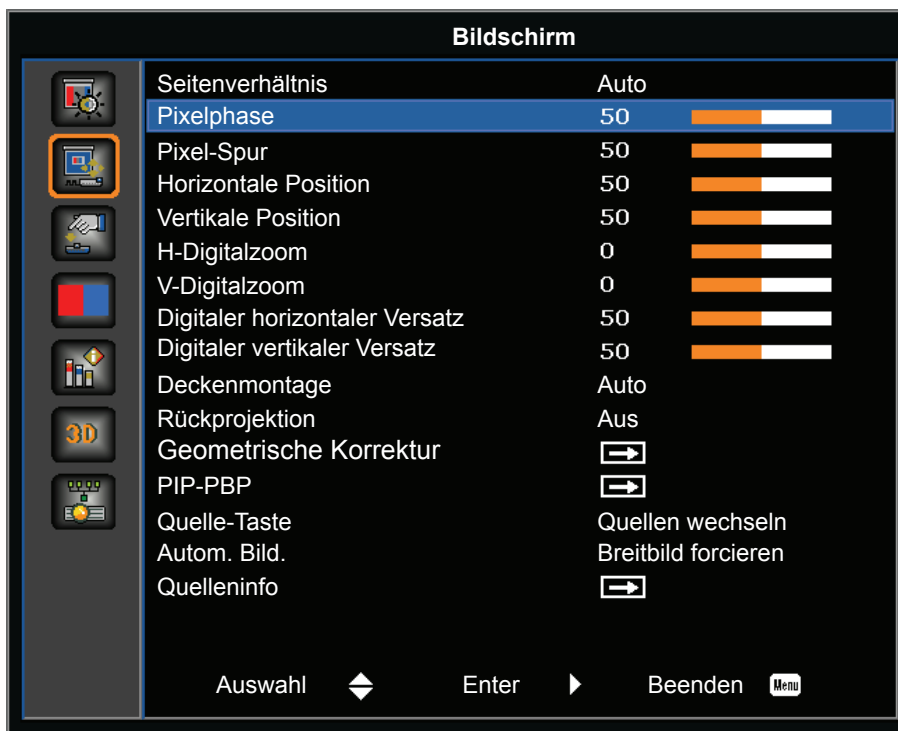 Bildschirm
Seitenverhältnis Auto
Pixelphase 50
Pixel-Spur 50
Horizontale Position 50
Vertikale Position 50
H-Digitalzoom 0
V-Digitalzoom 0
Digitaler horizontaler Versatz 50
Digitaler vertikaler Versatz 50
Deckenmontage Auto
Rückprojektion Aus
Geometrische Korrektur
PIP-PBP
Quelle-Taste Quellen wechseln
Autom. Bild. Breitbild forcieren
Quelleninfo
3D
Auswahl Enter Beenden Menu